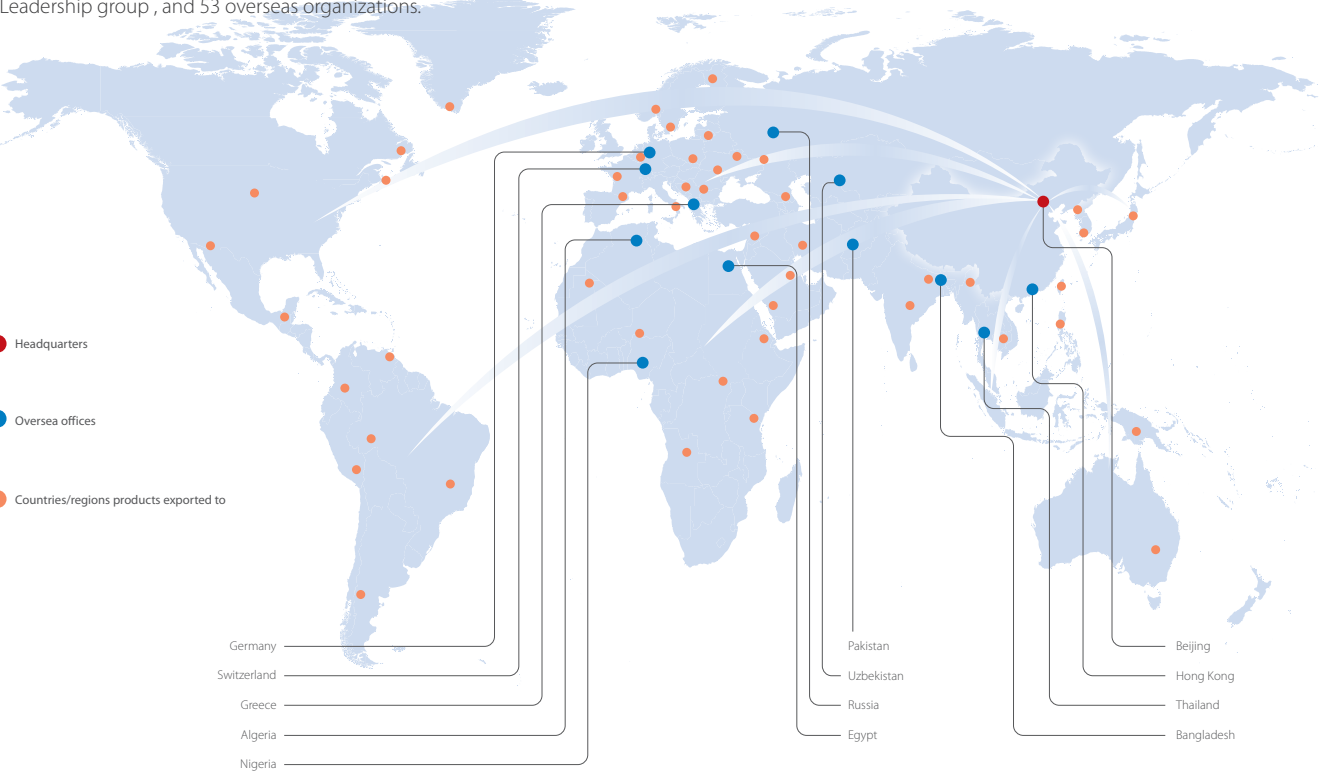 Leadership group , and 53 overseas organizations.
Headquarters
Oversea offices
Countries/regions products exported to
Germany
Switzerland
Greece
Algeria
Nigeria
Pakistan
Uzbekistan
Russia
Egypt
Beijing
Hong Kong
Thailand
Bangladesh